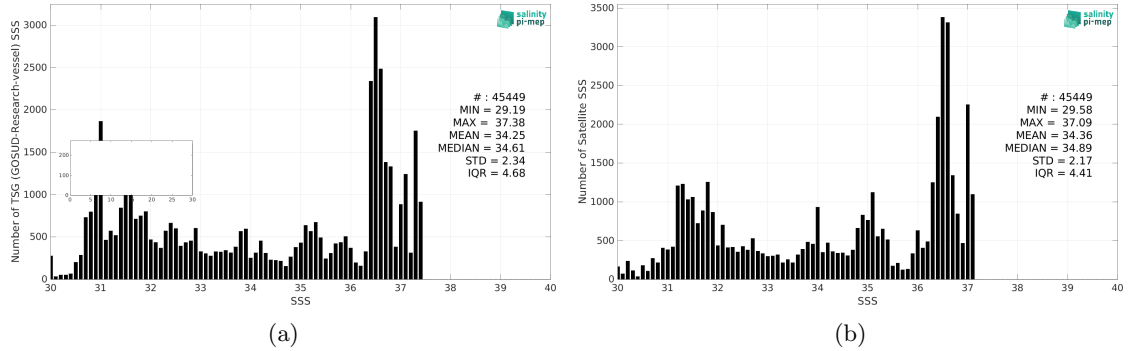 3000
2500
2000
1500
1000
500
0
Number of TSG (GOSUD-Research-vessel) SSS
200
100
0
0 5 10 15 20 25 30
30 31 32 33 34 35 36 37 38 39 40
SSS
salinity
pi-mep
# : 45449
MIN = 29.19
MAX = 37.38
MEAN = 34.25
MEDIAN = 34.61
STD = 2.34
IQR = 4.68
(a)
3500
3000
2500
2000
1500
1000
500
0
Number of Satellite SSS
30 31 32 33 34 35 36 37 38 39 40
SSS
salinity
pi-mep
# : 45449
MIN = 29.58
MAX = 37.09
MEAN = 34.36
MEDIAN = 34.89
STD = 2.17
IQR = 4.41
(b)